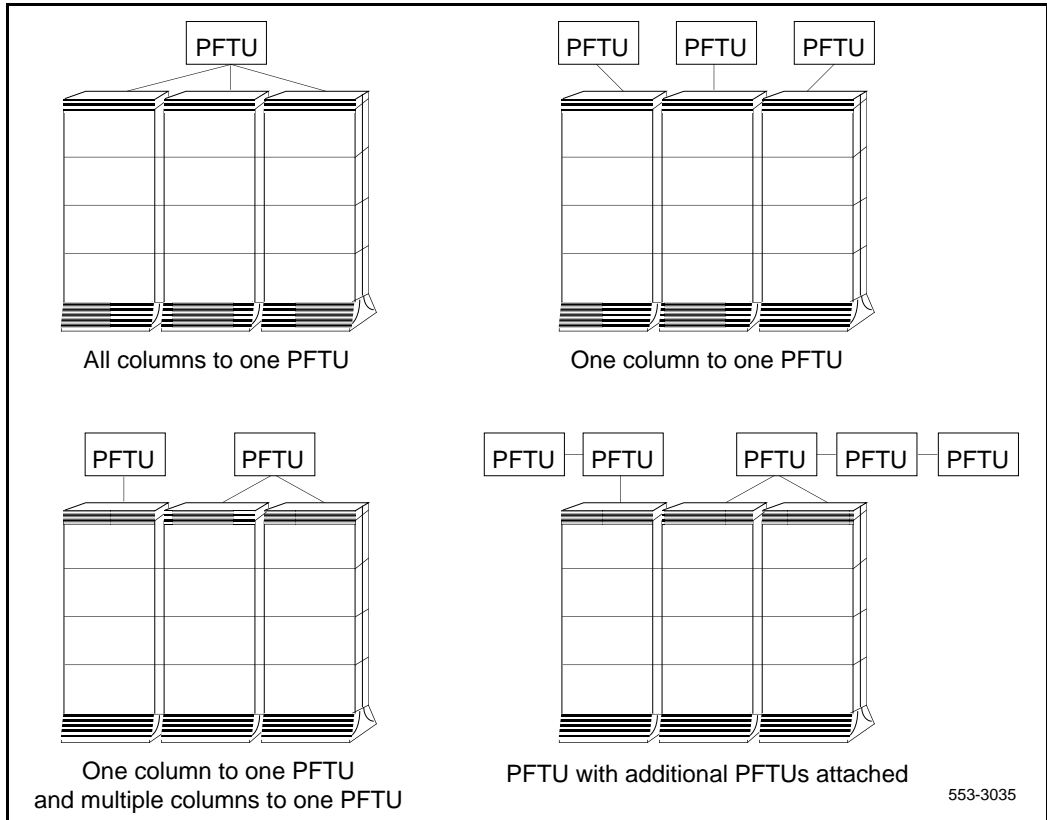 PFTU
PFTU PFTU PFTU
All columns to one PFTU
One column to one PFTU
PFTU PFTU
PFTU PFTU PFTU PFTU PFTU
One column to one PFTU
and multiple columns to one PFTU
PFTU with additional PFTUs attached
553-3035